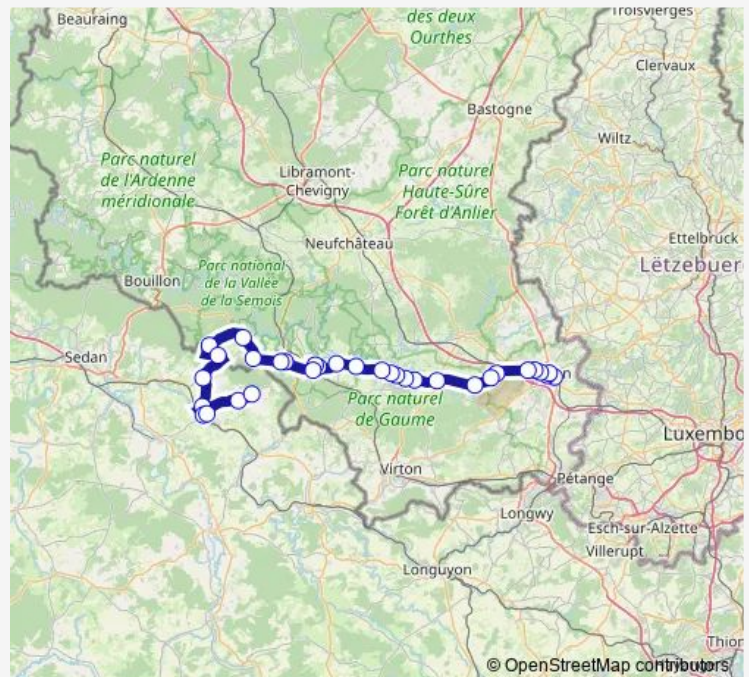 Troisvierges
Beauraing
des deux
Ourthes
Clervaux
Bastogne
Wiltz
Parc naturel
de l'Ardenne
méridionale
Libramont-
Chevigny
Parc naturel
Haute-Sûre
Forêt d'Anlier
Neufchâteau
Ettelbruck
Lëtzebuer
Parc national
de la Vallée
de la Semois
Bouillon
Sedan
Parc naturel
de Gaume
Luxembo
Virton
Pétange
Longwy
Esch-sur-Alzette
Villerupt
Longuyon
Thion
© OpenStreetMap contributors